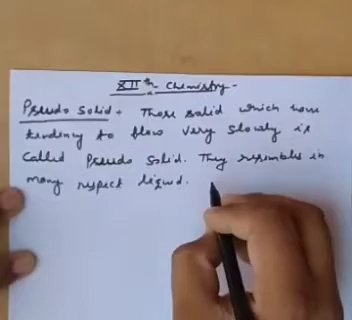 XIIth Chemistry.
Pseudo Solid. Those solid which have
tendency to flow very slowly is
Called Pseudo Solid. They resembles in
many respect liquid.